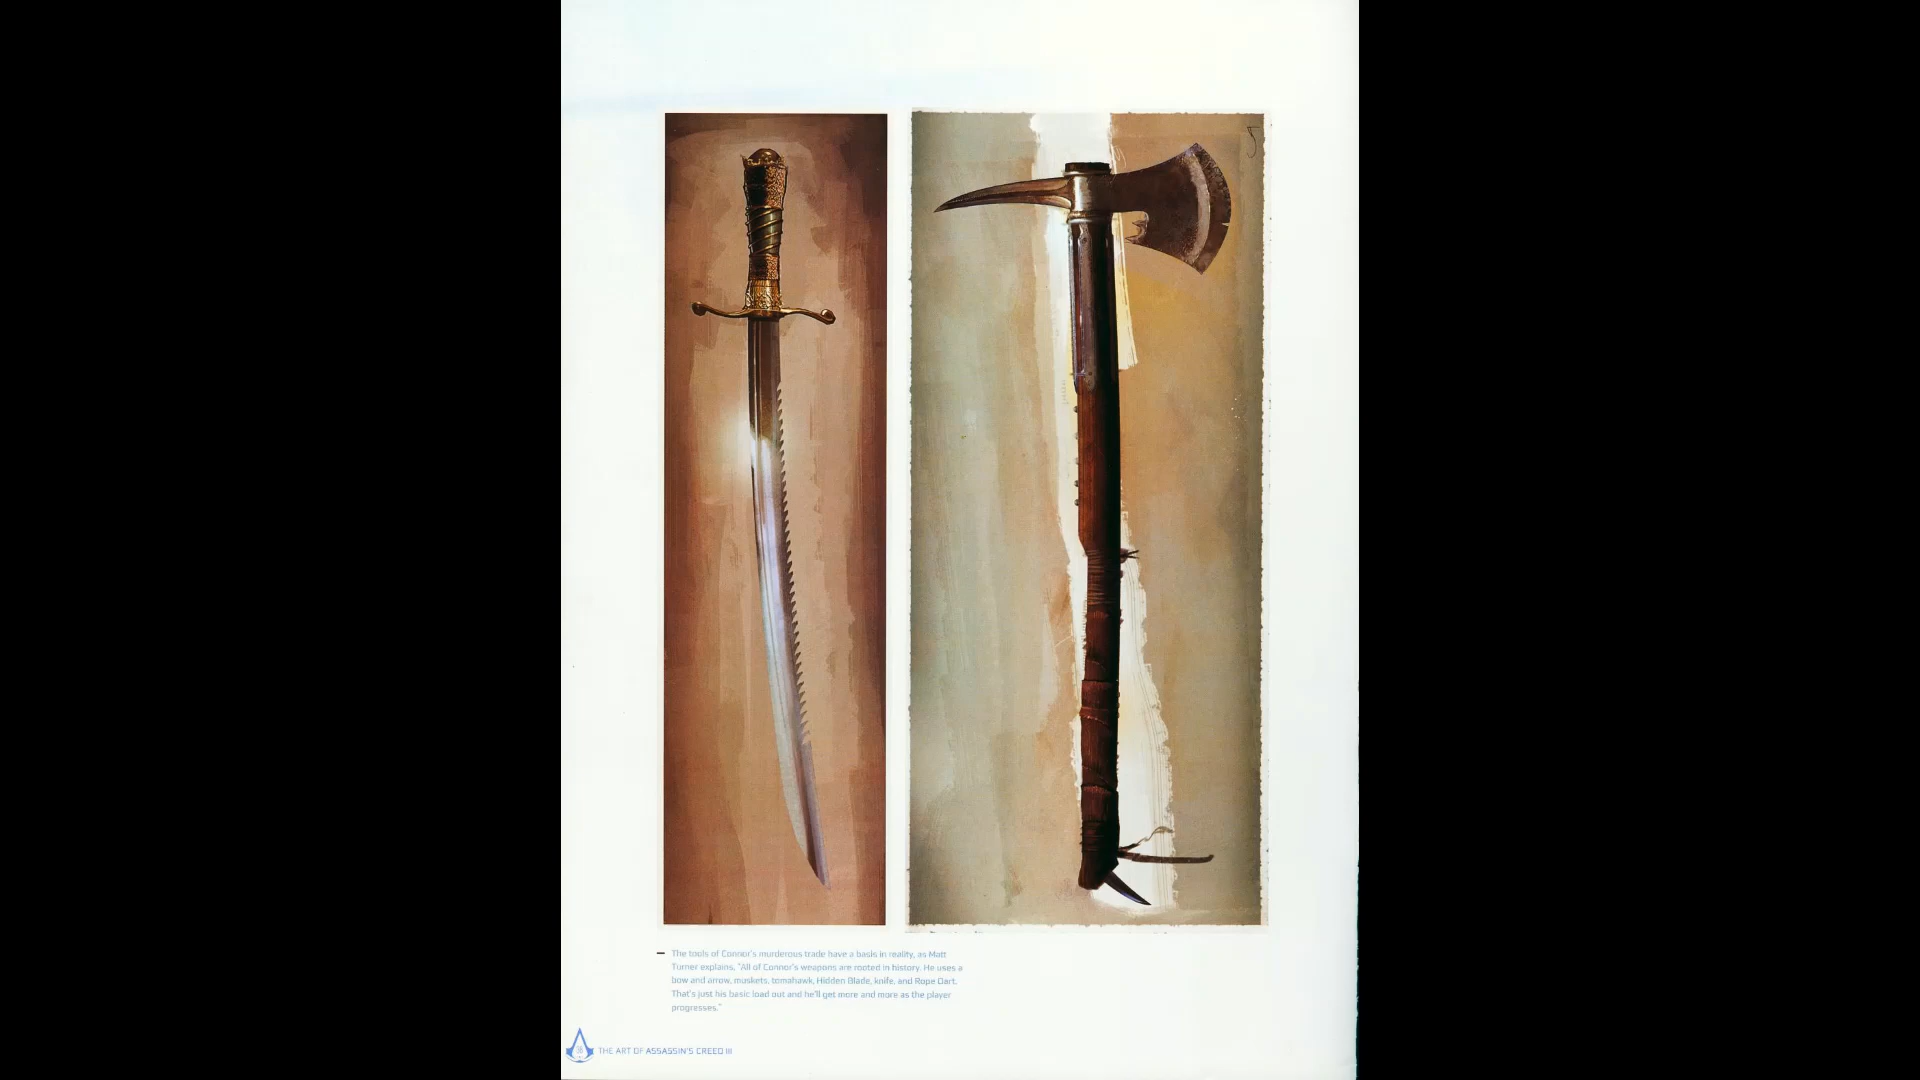 The tools of Connor's murderous trade have a basis in reality, as Matt
Turner explains, "All of Connor's weapons are rooted in history. He uses a
bow and arrow, muskets, tomahawk, Hidden Blade, knife, and Rope Dart.
That's just his basic load out and he'll get more and more as the player
progresses."
THE ART OF ASSASSIN'S CREED III